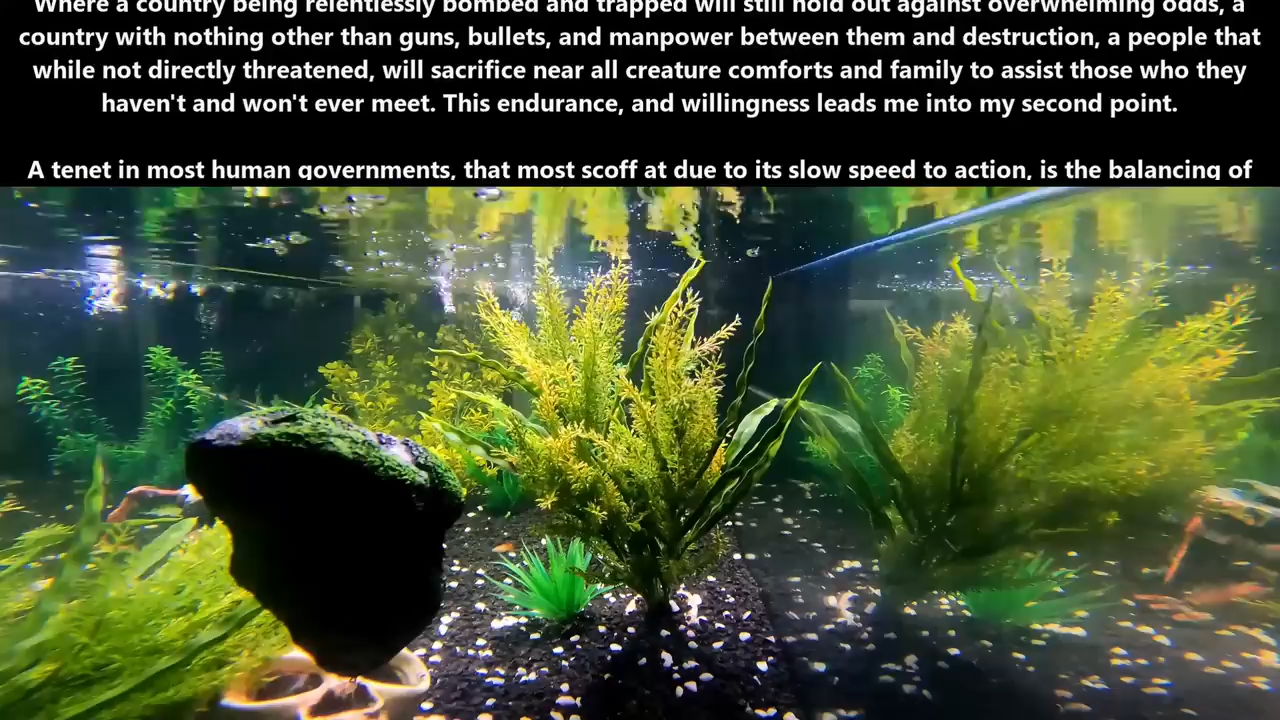 Where a country being relentlessly bombed and trapped will still hold out against overwhelming odds, a
country with nothing other than guns, bullets, and manpower between them and destruction, a people that
while not directly threatened, will sacrifice near all creature comforts and family to assist those who they
haven't and won't ever meet. This endurance, and willingness leads me into my second point.
A tenet in most human governments, that most scoff at due to its slow speed to action, is the balancing of